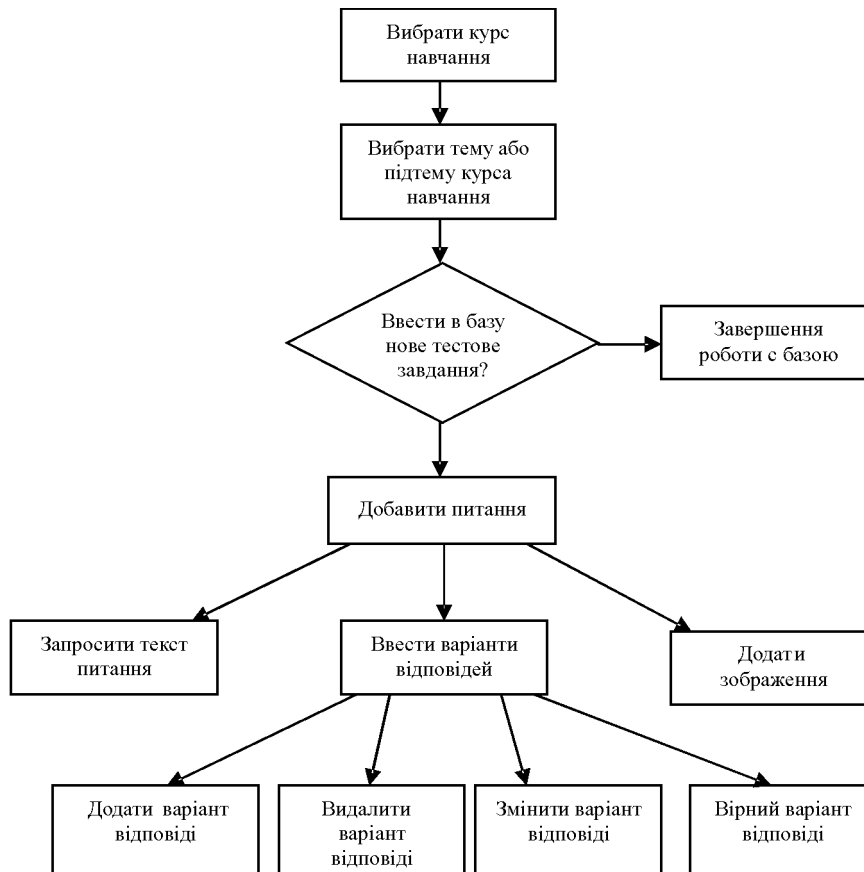 Вибрати курс
навчання
Вибрати тему або
підтему курса
навчання
Ввести в базу
нове тестове
завдання?
Завершення
роботи с базою
Добавити питання
Запросити текст
питання
Ввести варіанти
відповідей
Додати
зображення
Додати варіант
відповіді
Видалити
варіант
відповіді
Змінити варіант
відповіді
Вірний варіант
відповіді